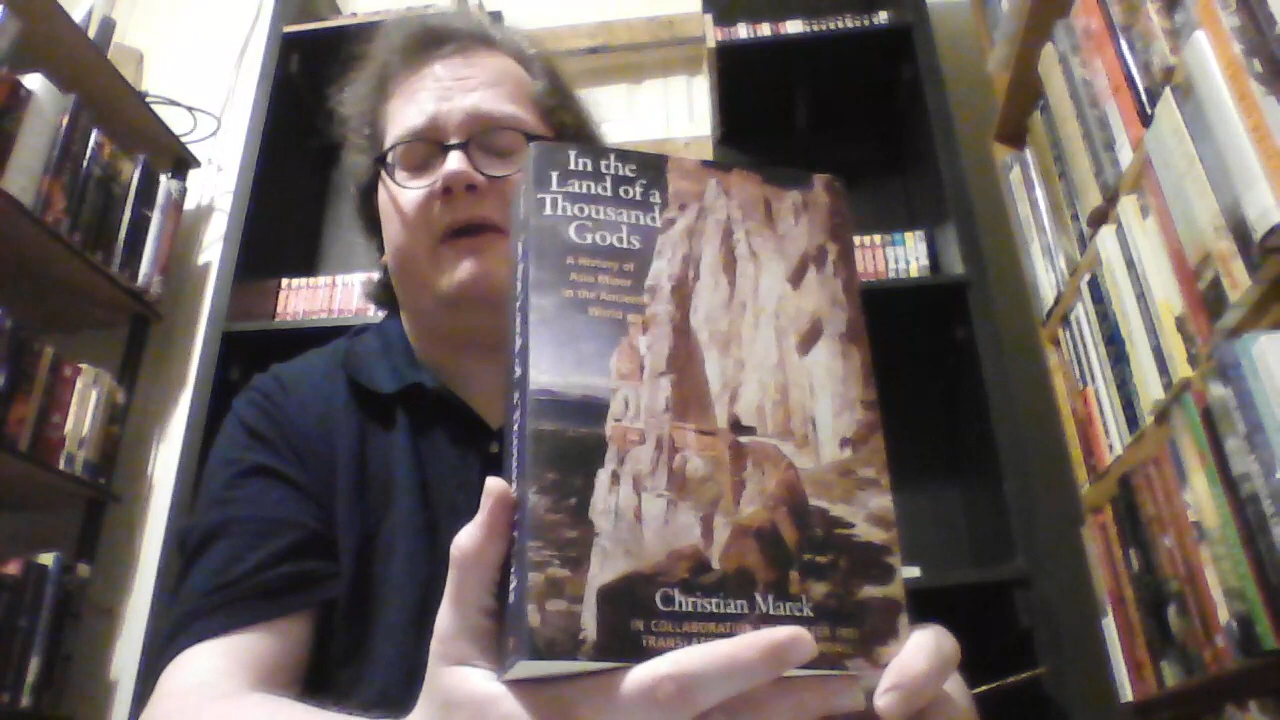 In the
Land of a
Thousand
Gods
A History of
Asia Minor
in the Ancient
World
Christian Marek
IN COLLABORATION